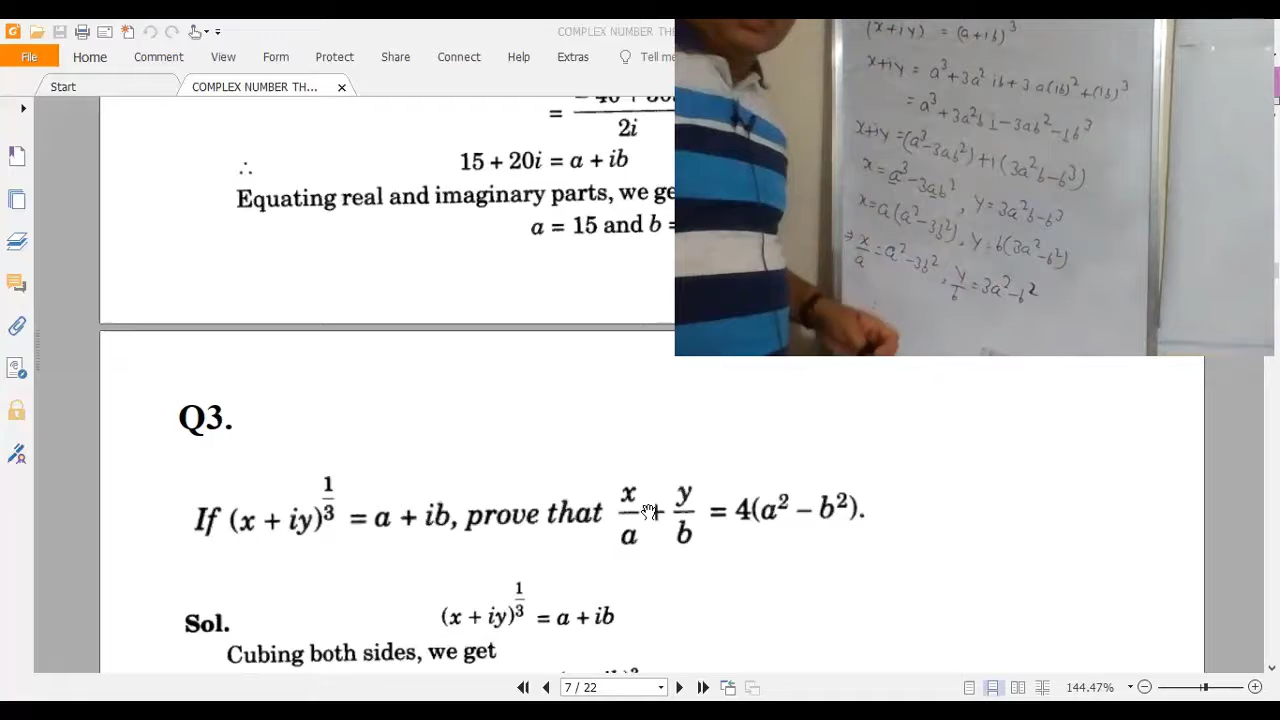 COMPLEX NUMBER THE
File Home Comment View Form Protect Share Connect Help Extras Tell me
Start COMPLEX NUMBER TH...
=
2i
∴ 15 + 20i = a + ib
Equating real and imaginary parts, we ge
a = 15 and b =
(x+iy) = (a+ib)³
x+iy = a³+3a² ib+3 a(ib)²+(ib)³
= a³+3a²b i-3ab²-ib³
x+iy =(a³-3ab²)+i(3a²b-b³)
x = a³-3ab² , y = 3a²b-b³
x=a(a²-3b²), y=b(3a²-b²)
⇒ x/a = a²-3b² , y/b = 3a²-b²
Q3.
If (x + iy)^(1/3) = a + ib, prove that x/a + y/b = 4(a² – b²).
Sol. (x + iy)^(1/3) = a + ib
Cubing both sides, we get
7 / 22 144.47%